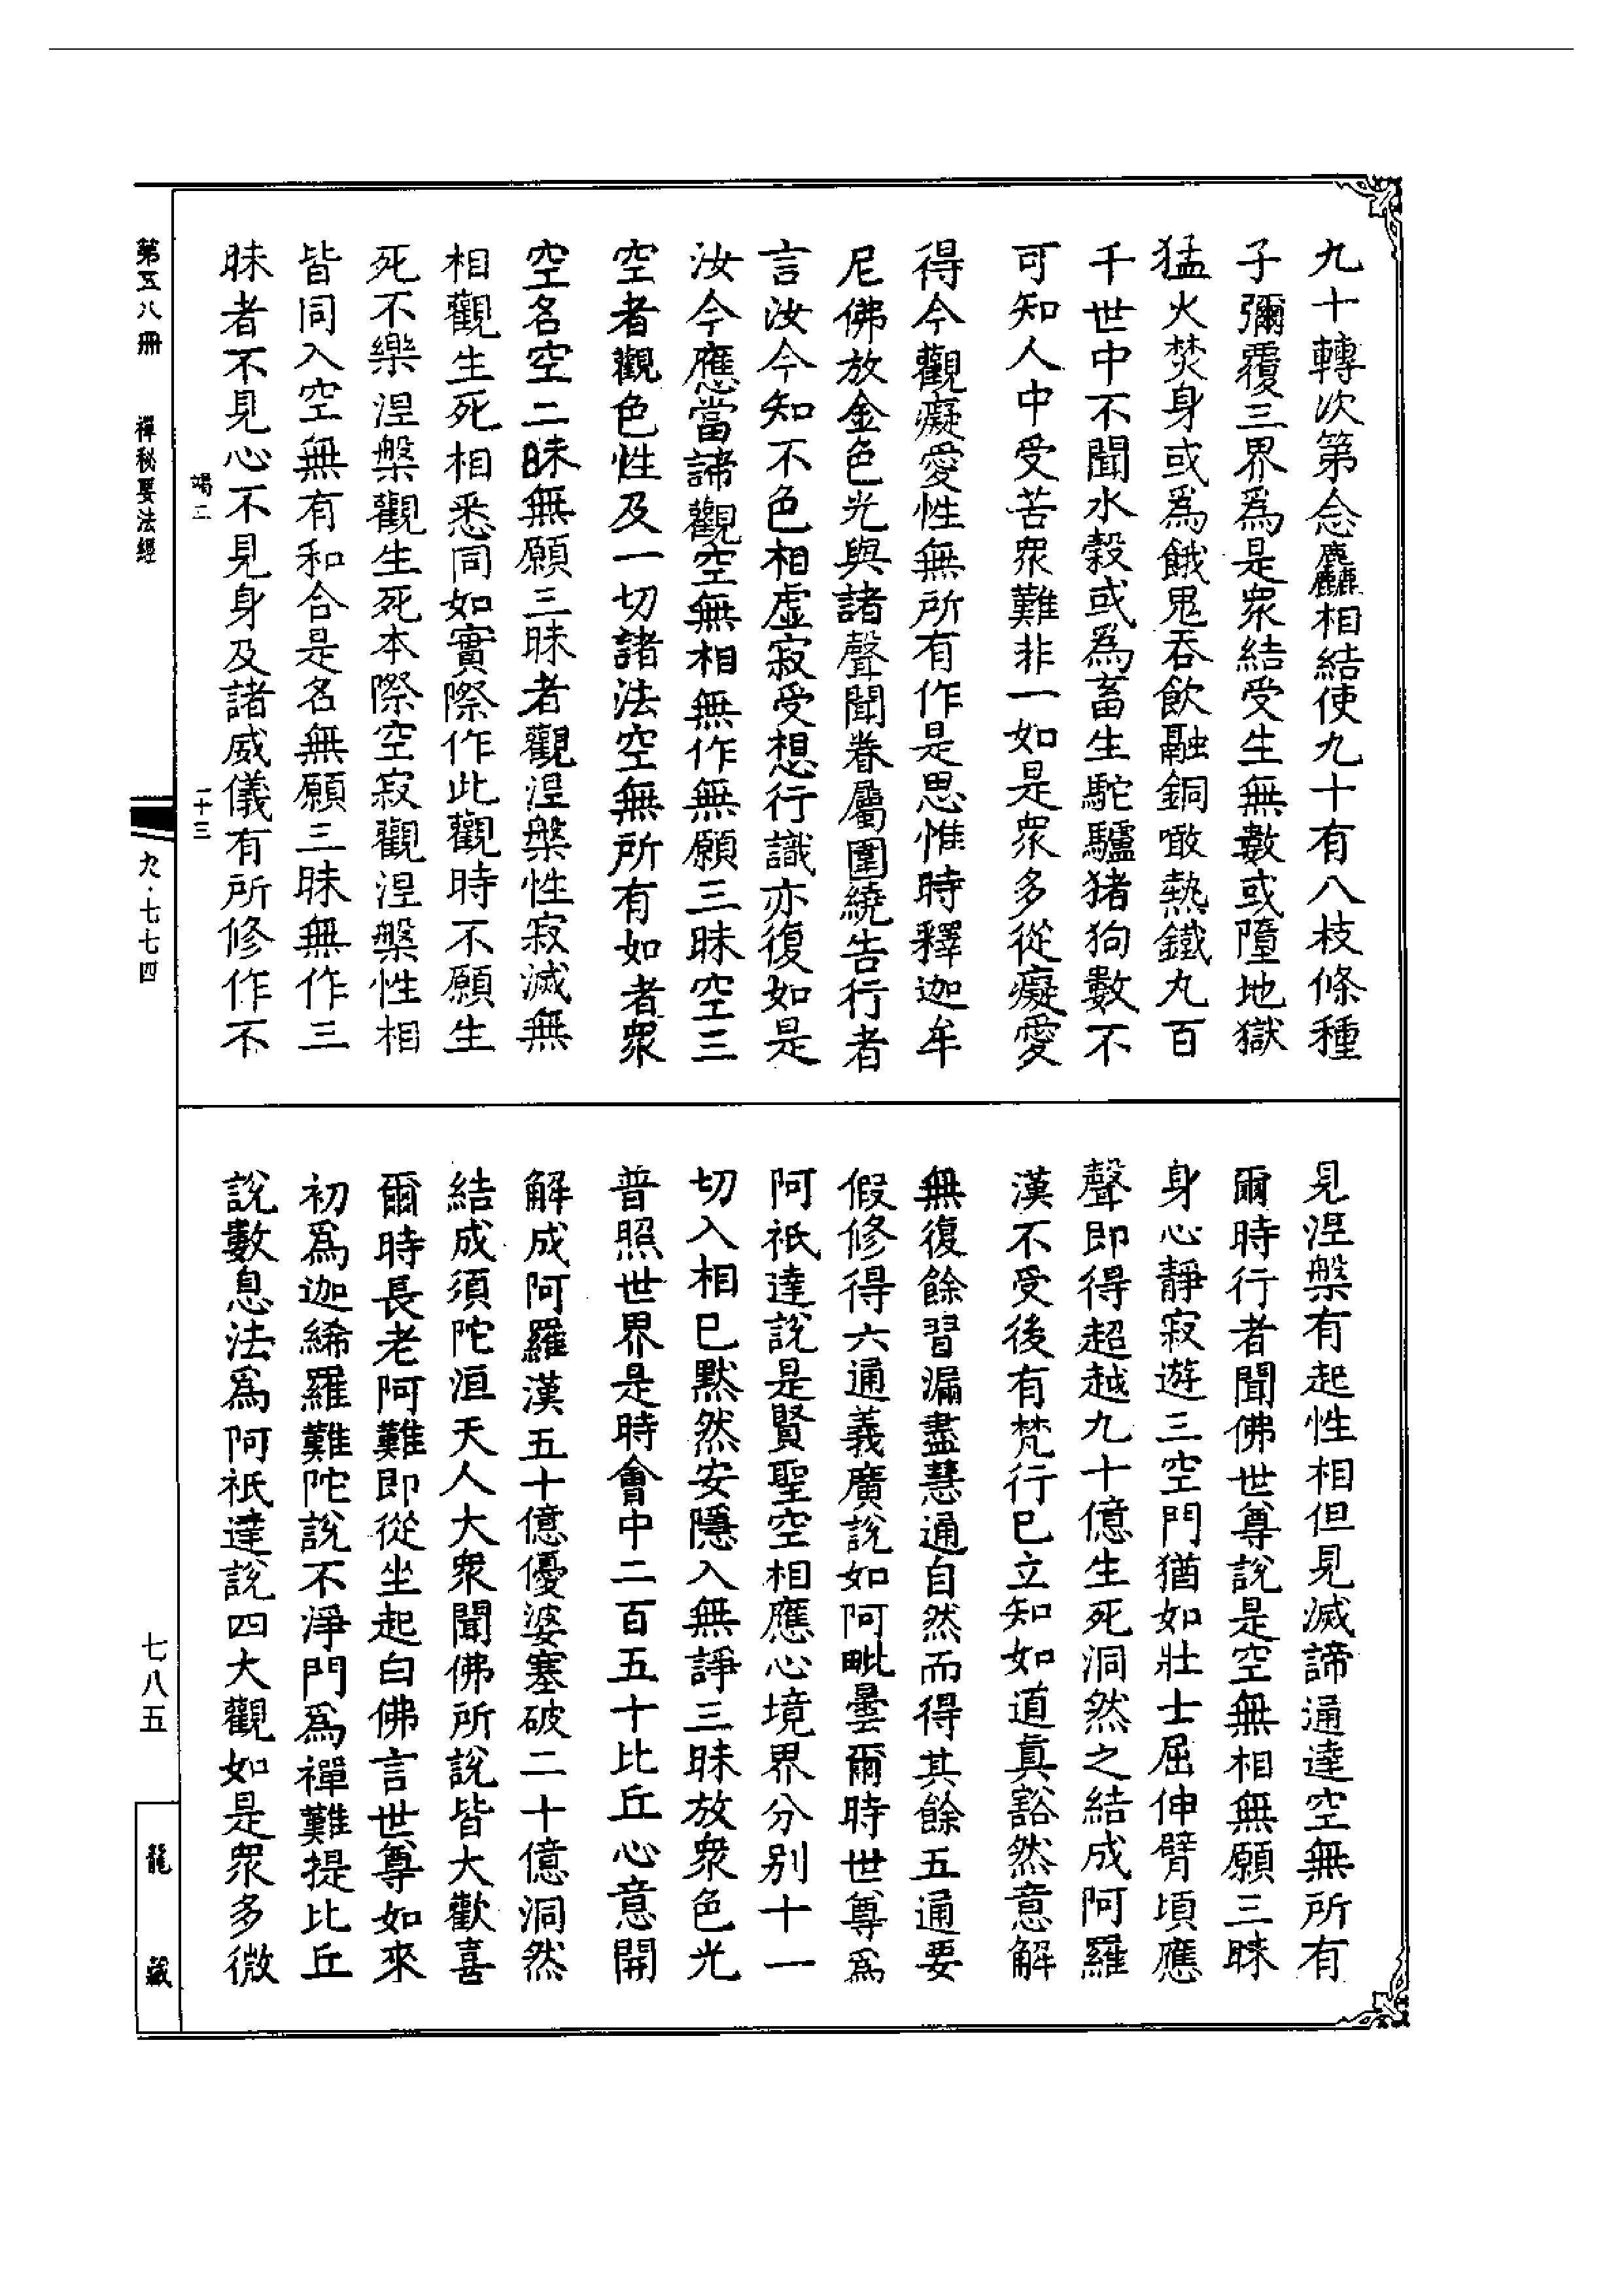 九十轉次第念麤相結使九十有八枝條種
子彌覆三界爲是衆結受生無數或墮地獄
猛火焚身或爲餓鬼吞飲融銅噉熱鐵丸百
千世中不聞水穀或爲畜生駝驢猪狗數不
可知人中受苦衆難非一如是衆多從癡愛
得今觀癡愛性無所有作是思惟時釋迦牟
尼佛放金色光與諸聲聞眷屬圍繞告行者
言汝今知不色相虛寂受想行識亦復如是
汝今應當諦觀空無相無作無願三昧空三
空者觀色性及一切諸法空無所有如者衆
空名空二昧無願三昧者觀涅槃性寂滅無
相觀生死相悉同如實際作此觀時不願生
死不樂涅槃觀生死本際空寂觀涅槃性相
皆同入空無有和合是名無願三昧無作三
昧者不見心不見身及諸威儀有所修作不
見涅槃有起性相但見滅諦通達空無所有
爾時行者聞佛世尊說是空無相無願三昧
身心靜寂遊三空門猶如壯士屈伸臂頃應
聲即得超越九十億生死洞然之結成阿羅
漢不受後有梵行已立知如道眞豁然意解
無復餘習漏盡慧通自然而得其餘五通要
假修得六通義廣說如阿毗曇爾時世尊爲
阿祇達說是賢聖空相應心境界分别十一
切入相已默然安隱入無諍三昧放衆色光
普照世界是時會中二百五十比丘心意開
解成阿羅漢五十億優婆塞破二十億洞然
結成須陀洹天人大衆聞佛所說皆大歡喜
爾時長老阿難即從坐起白佛言世尊如來
初爲迦絺羅難陀說不淨門爲禪難提比丘
說數息法爲阿祇達說四大觀如是衆多微
竭二
二十三
第五八冊
禪秘要法經
九·七七四
七八五
龍藏